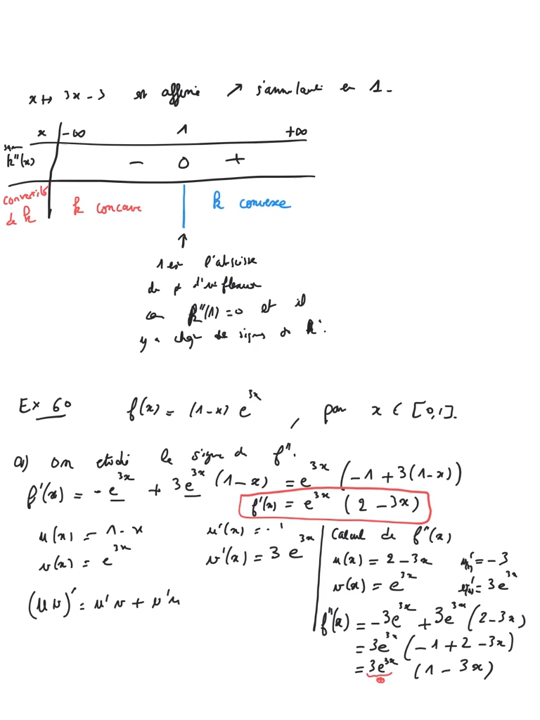 x ↦ 3x - 3 est affine ↗ s'annulant en 1.
x | -∞ 1 +∞
k''(x) - 0 +
convexité de k | k concave | k convexe
↑
1 est l'abscisse
du pt d'inflexion
car k''(1) = 0 et il
y a chgt de signe de k''.
Ex 60 f(x) = (1-x) e^{3x}, pour x ∈ [0,1].
a) on étudie le signe de f''.
f'(x) = -e^{3x} + 3e^{3x} (1-x) = e^{3x} (-1 + 3(1-x))
f'(x) = e^{3x} (2 - 3x)
u(x) = 1-x u'(x) = -1
v(x) = e^{3x} v'(x) = 3e^{3x}
(uv)' = u'v + v'u
Calcul de f''(x)
u(x) = 2-3x u' = -3
v(x) = e^{3x} v' = 3e^{3x}
f''(x) = -3e^{3x} + 3e^{3x} (2-3x)
= 3e^{3x} (-1 + 2 - 3x)
= 3e^{3x} (1 - 3x)
⊕